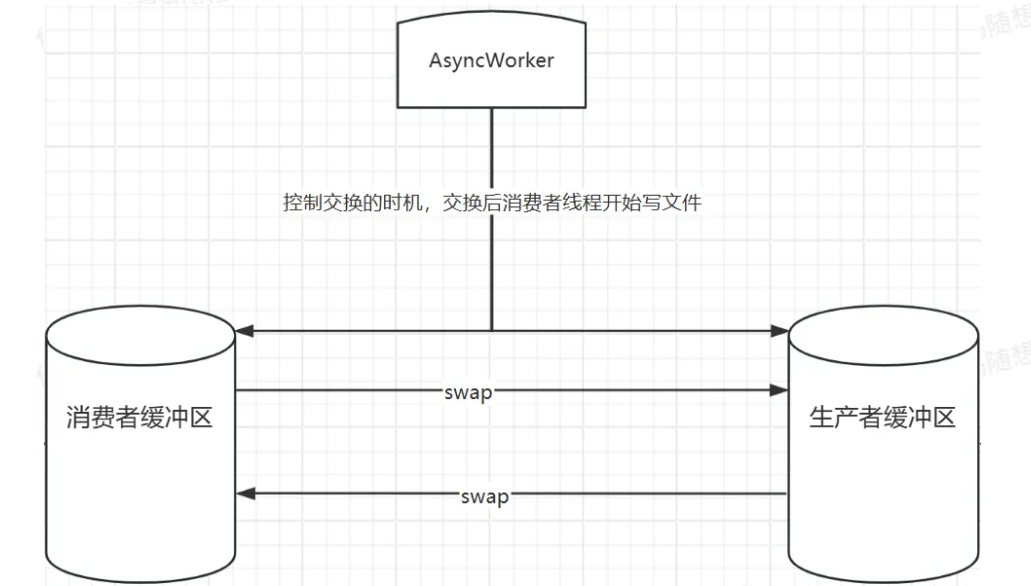 AsyncWorker
控制交换的时机，交换后消费者线程开始写文件
swap
消费者缓冲区
生产者缓冲区
swap